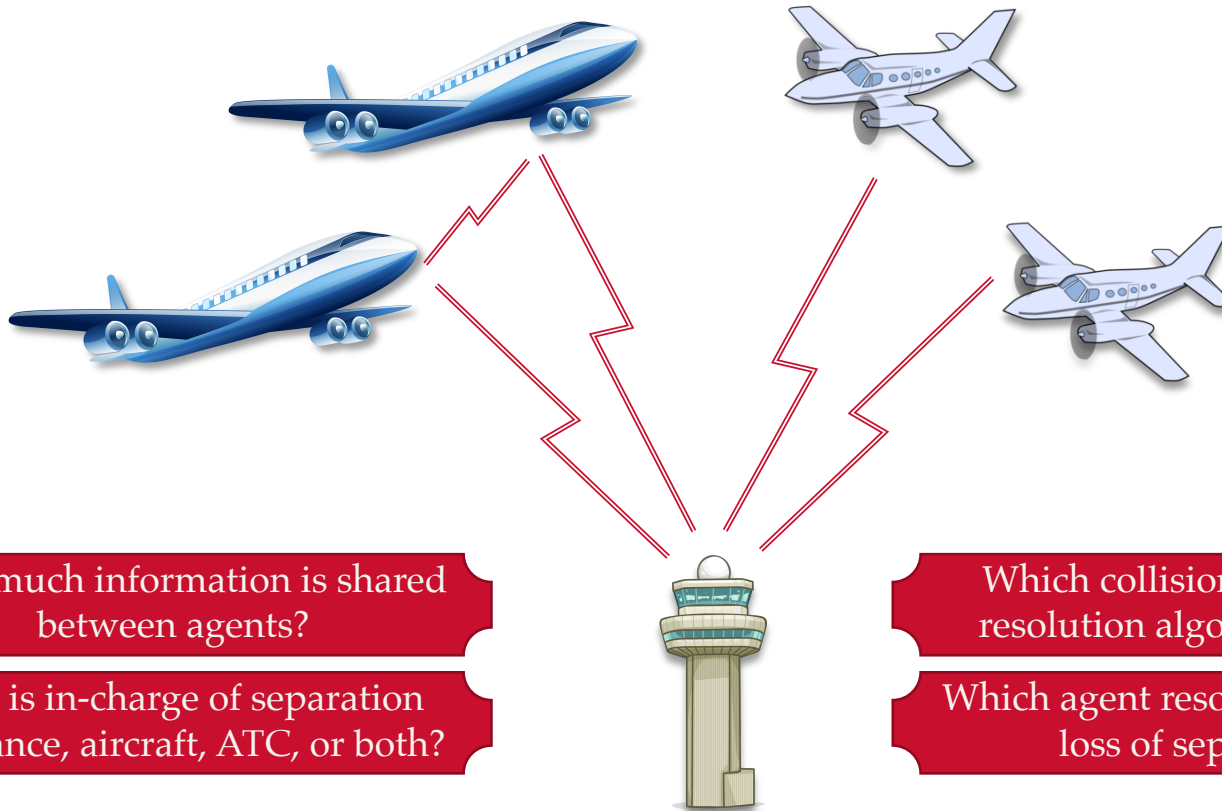 much information is shared
between agents?
is in-charge of separation
ance, aircraft, ATC, or both?
Which collision
resolution algo
Which agent reso
loss of sep